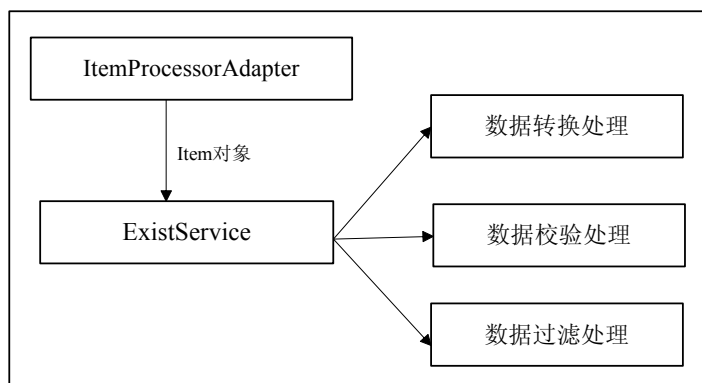 ItemProcessorAdapter
Item对象
ExistService
数据转换处理
数据校验处理
数据过滤处理